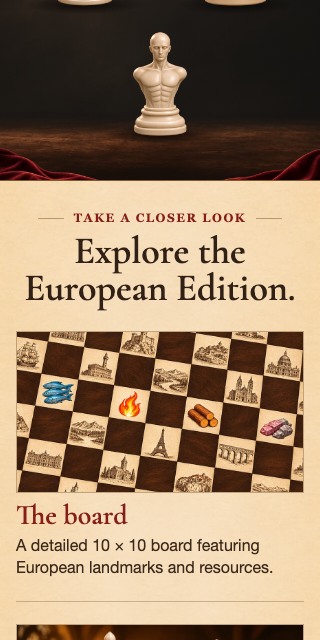 TAKE A CLOSER LOOK
Explore the
European Edition.
The board
A detailed 10 × 10 board featuring
European landmarks and resources.